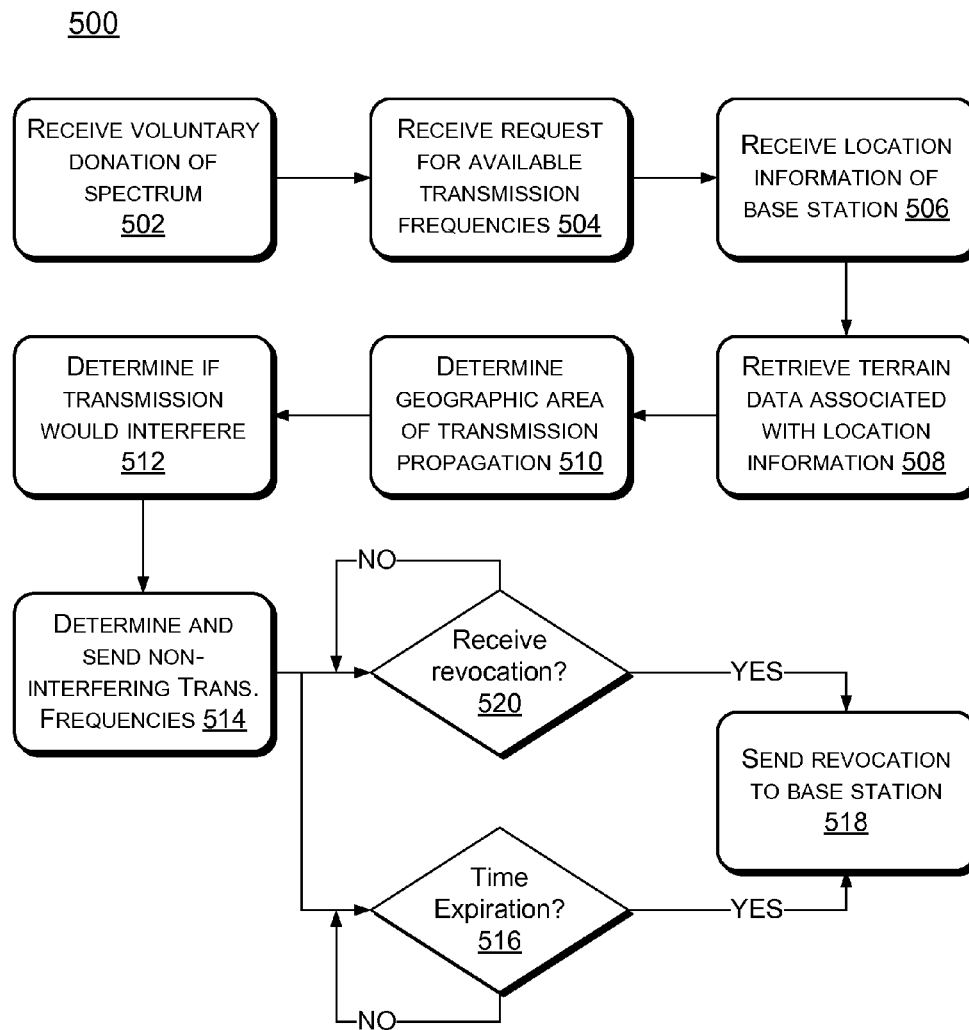 500
RECEIVE VOLUNTARY
DONATION OF
SPECTRUM
502
RECEIVE REQUEST
FOR AVAILABLE
TRANSMISSION
FREQUENCIES 504
RECEIVE LOCATION
INFORMATION OF
BASE STATION 506
RETRIEVE TERRAIN
DATA ASSOCIATED
WITH LOCATION
INFORMATION 508
DETERMINE
GEOGRAPHIC AREA
OF TRANSMISSION
PROPAGATION 510
DETERMINE IF
TRANSMISSION
WOULD INTERFERE
512
DETERMINE AND
SEND NON-
INTERFERING TRANS.
FREQUENCIES 514
NO
Receive
revocation?
520
YES
Time
Expiration?
516
NO
YES
SEND REVOCATION
TO BASE STATION
518